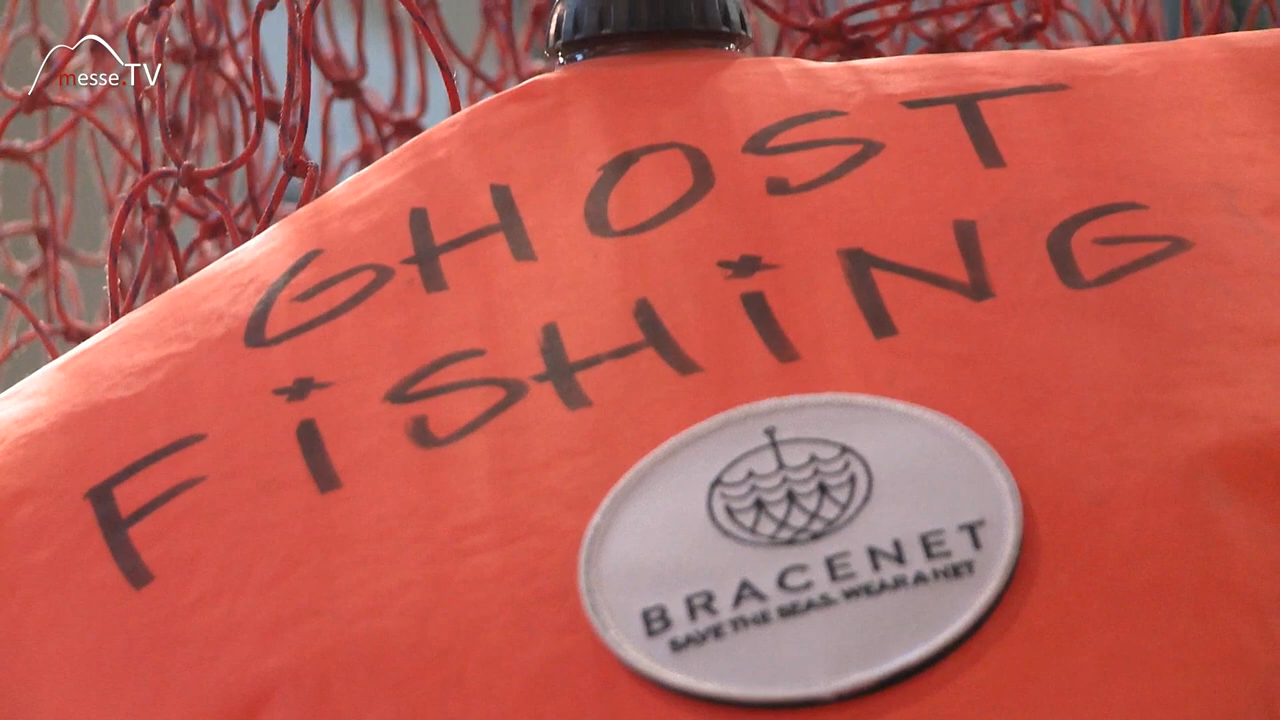 messe.TV
GHOST
FiSHiNG
BRACENET
SAVE THE SEAS. WEAR A NET